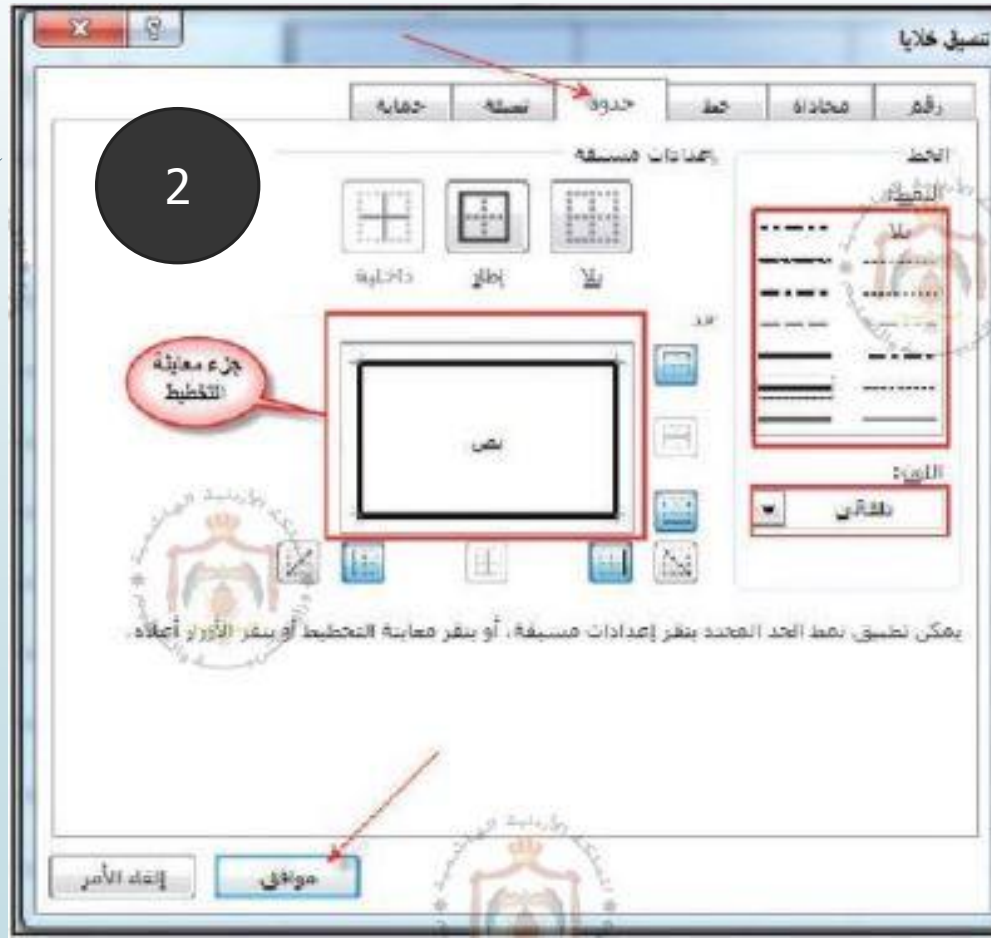 تنسيق خلايا
رقم محاذاة خط حدود تعبئة حماية
2
الخط
النمط:
بلا
إعدادات مسبقة
بلا إطار داخلية
حد
جزء معاينة
التخطيط
نص
اللون:
تلقائي
يمكن تطبيق نمط الحد المحدد بنقر إعدادات مسبقة، أو بنقر معاينة التخطيط أو بنقر الأزرار أعلاه.
موافق إلغاء الأمر